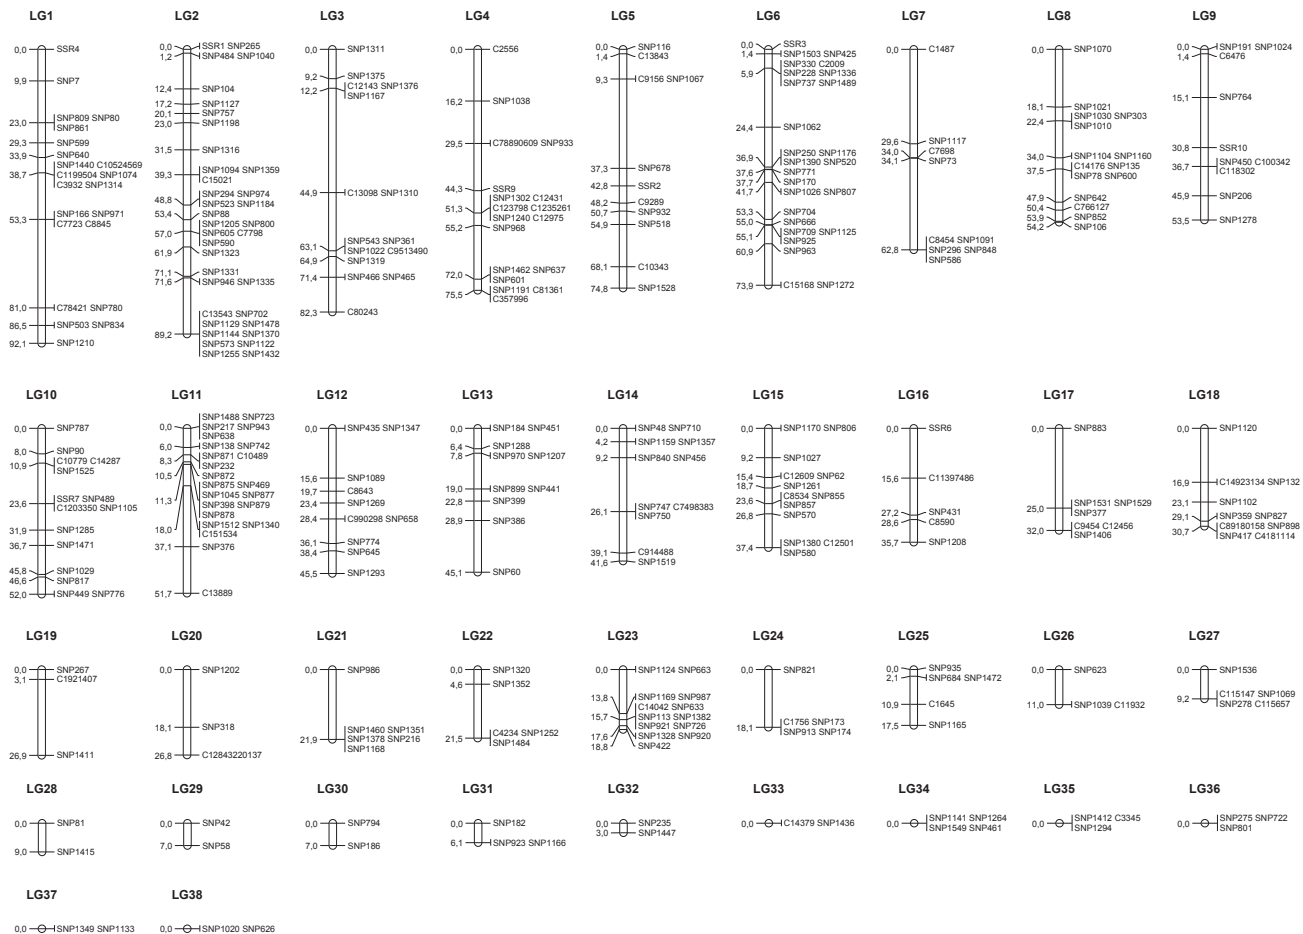 LG1
0,0 SSR4
9,9 SNP7
23,0 SNP809 SNP80
SNP861
29,3 SNP599
33,9 SNP640
38,7 SNP1440 C10524569
C1199504 SNP1074
C3932 SNP1314
53,3 SNP166 SNP971
C7723 C8845
81,0 C78421 SNP780
86,5 SNP503 SNP834
92,1 SNP1210
LG2
0,0 SSR1 SNP265
1,2 SNP484 SNP1040
12,4 SNP104
17,2 SNP1127
20,1 SNP757
23,0 SNP1198
31,5 SNP1316
39,3 SNP1094 SNP1359
C15021
48,8 SNP294 SNP974
SNP523 SNP1184
53,4 SNP88
57,0 SNP1205 SNP800
SNP605 C7798
SNP590
61,9 SNP1323
71,1 SNP1331
71,6 SNP946 SNP1335
89,2 C13543 SNP702
SNP1129 SNP1478
SNP1144 SNP1370
SNP573 SNP1122
SNP1255 SNP1432
LG3
0,0 SNP1311
9,2 SNP1375
12,2 C12143 SNP1376
SNP1167
44,9 C13098 SNP1310
63,1 SNP543 SNP361
SNP1022 C9513490
64,9 SNP1319
71,4 SNP466 SNP465
82,3 C80243
LG4
0,0 C2556
16,2 SNP1038
29,5 C78890609 SNP933
44,3 SSR9
51,3 SNP1302 C12431
C123798 C1235261
SNP1240 C12975
55,2 SNP968
72,0 SNP1462 SNP637
SNP601
75,5 SNP1191 C81361
C357996
LG5
0,0 SNP116
1,4 C13843
9,3 C9156 SNP1067
37,3 SNP678
42,8 SSR2
48,2 C9289
50,7 SNP932
54,9 SNP518
68,1 C10343
74,8 SNP1528
LG6
0,0 SSR3
1,4 SNP1503 SNP425
5,9 SNP330 C2009
SNP228 SNP1336
SNP737 SNP1489
24,4 SNP1062
36,9 SNP250 SNP1176
SNP1390 SNP520
37,6 SNP771
37,7 SNP170
41,7 SNP1026 SNP807
53,3 SNP704
55,0 SNP666
55,1 SNP709 SNP1125
SNP925
60,9 SNP963
73,9 C15168 SNP1272
LG7
0,0 C1487
29,6 SNP1117
34,0 C7698
34,1 SNP73
62,8 C8454 SNP1091
SNP296 SNP848
SNP586
LG8
0,0 SNP1070
18,1 SNP1021
22,4 SNP1030 SNP303
SNP1010
34,0 SNP1104 SNP1160
37,5 C14176 SNP135
SNP78 SNP600
47,9 SNP642
50,4 C766127
53,9 SNP852
54,2 SNP106
LG9
0,0 SNP191 SNP1024
1,4 C6476
15,1 SNP764
30,8 SSR10
36,7 SNP450 C100342
C118302
45,9 SNP206
53,5 SNP1278
LG10
0,0 SNP787
8,0 SNP90
10,9 C10779 C14287
SNP1525
23,6 SSR7 SNP489
C1203350 SNP1105
31,9 SNP1285
36,7 SNP1471
45,8 SNP1029
46,6 SNP817
52,0 SNP449 SNP776
LG11
0,0 SNP1488 SNP723
SNP217 SNP943
SNP638
6,0 SNP138 SNP742
8,3 SNP871 C10489
SNP232
10,5 SNP872
11,3 SNP875 SNP469
SNP1045 SNP877
SNP398 SNP879
SNP878
18,0 SNP1512 SNP1340
C151534
37,1 SNP376
51,7 C13889
LG12
0,0 SNP435 SNP1347
15,6 SNP1089
19,7 C8643
23,4 SNP1269
28,4 C990298 SNP658
36,1 SNP774
38,4 SNP645
45,5 SNP1293
LG13
0,0 SNP184 SNP451
6,4 SNP1288
7,8 SNP970 SNP1207
19,0 SNP899 SNP441
22,8 SNP399
28,9 SNP386
45,1 SNP60
LG14
0,0 SNP48 SNP710
4,2 SNP1159 SNP1357
9,2 SNP840 SNP456
26,1 SNP747 C7498383
SNP750
39,1 C914488
41,6 SNP1519
LG15
0,0 SNP1170 SNP806
9,2 SNP1027
15,4 C12609 SNP62
18,7 SNP1261
23,6 C8534 SNP855
SNP857
26,8 SNP570
37,4 SNP1380 C12501
SNP580
LG16
0,0 SSR6
15,6 C11397486
27,2 SNP431
28,6 C8590
35,7 SNP1208
LG17
0,0 SNP883
25,0 SNP1531 SNP1529
SNP377
32,0 C9454 C12456
SNP1406
LG18
0,0 SNP1120
16,9 C14923134 SNP132
23,1 SNP1102
29,1 SNP359 SNP827
30,7 C89180158 SNP898
SNP417 C4181114
LG19
0,0 SNP267
3,1 C1921407
26,9 SNP1411
LG20
0,0 SNP1202
18,1 SNP318
26,8 C12843220137
LG21
0,0 SNP986
21,9 SNP1460 SNP1351
SNP1378 SNP216
SNP1168
LG22
0,0 SNP1320
4,6 SNP1352
21,5 C4234 SNP1252
SNP1484
LG23
0,0 SNP1124 SNP663
13,8 SNP1169 SNP987
C14042 SNP633
15,7 SNP113 SNP1382
SNP921 SNP726
17,6 SNP1328 SNP920
18,8 SNP422
LG24
0,0 SNP821
18,1 C1756 SNP173
SNP913 SNP174
LG25
0,0 SNP935
2,1 SNP684 SNP1472
10,9 C1645
17,5 SNP1165
LG26
0,0 SNP623
11,0 SNP1039 C11932
LG27
0,0 SNP1536
9,2 C115147 SNP1069
SNP278 C115657
LG28
0,0 SNP81
9,0 SNP1415
LG29
0,0 SNP42
7,0 SNP58
LG30
0,0 SNP794
7,0 SNP186
LG31
0,0 SNP182
6,1 SNP923 SNP1166
LG32
0,0 SNP235
3,0 SNP1447
LG33
0,0 C14379 SNP1436
LG34
0,0 SNP1141 SNP1264
SNP1549 SNP461
LG35
0,0 SNP1412 C3345
SNP1294
LG36
0,0 SNP275 SNP722
SNP801
LG37
0,0 SNP1349 SNP1133
LG38
0,0 SNP1020 SNP626